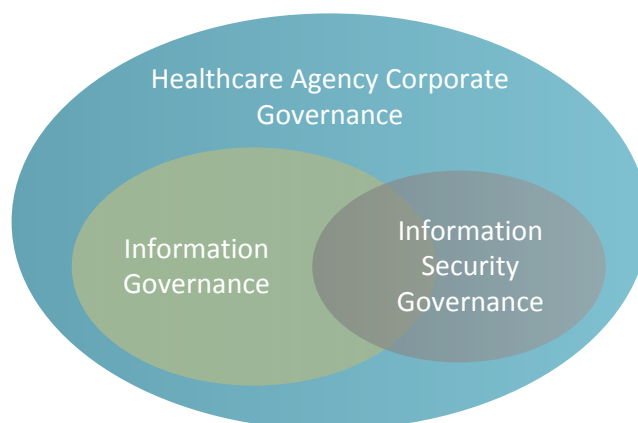 Healthcare Agency Corporate
Governance
Information
Governance
Information
Security
Governance